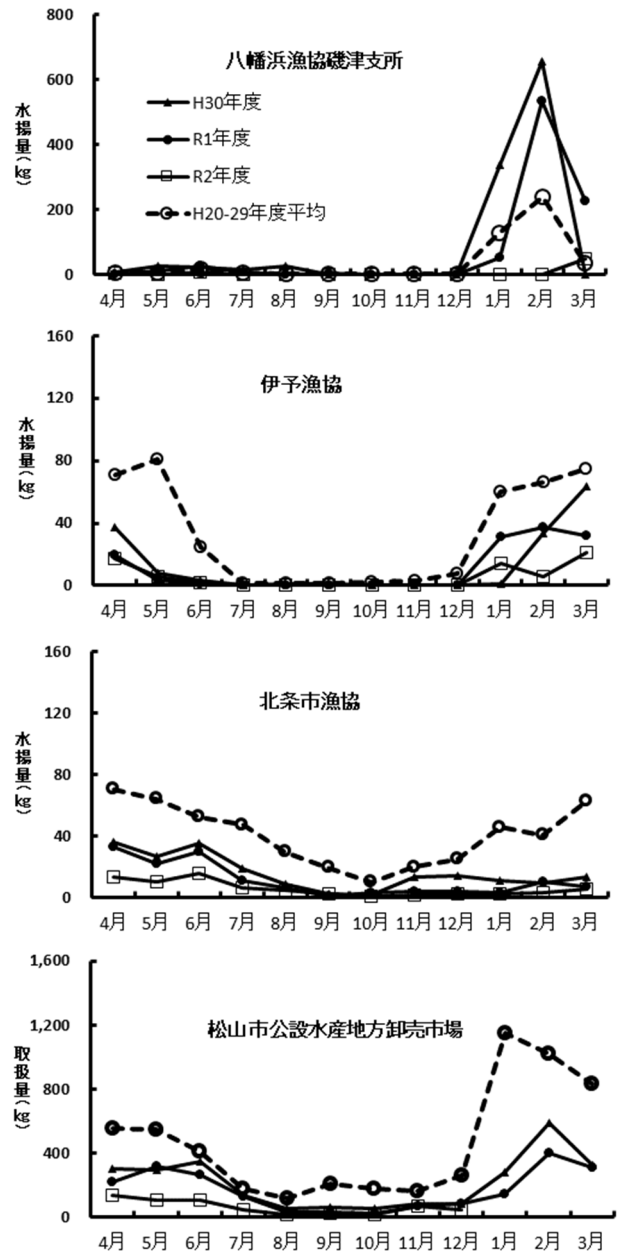 八幡浜漁協磯津支所
水揚量(kg)
800
600
400
200
0
H30年度
R1年度
R2年度
H20-29年度平均
4月 5月 6月 7月 8月 9月 10月 11月 12月 1月 2月 3月
伊予漁協
水揚量(kg)
160
120
80
40
0
4月 5月 6月 7月 8月 9月 10月 11月 12月 1月 2月 3月
北条市漁協
水揚量(kg)
160
120
80
40
0
4月 5月 6月 7月 8月 9月 10月 11月 12月 1月 2月 3月
松山市公設水産地方卸売市場
取扱量(kg)
1,600
1,200
800
400
0
4月 5月 6月 7月 8月 9月 10月 11月 12月 1月 2月 3月